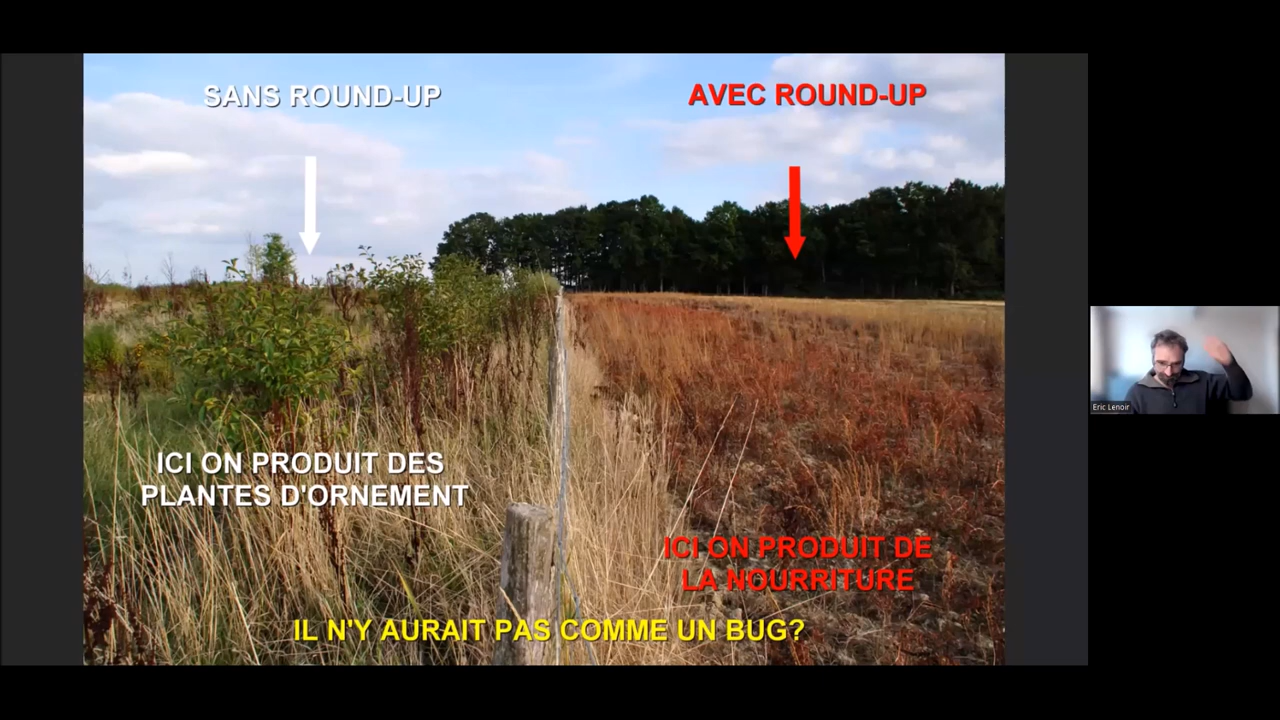 SANS ROUND-UP
AVEC ROUND-UP
ICI ON PRODUIT DES
PLANTES D'ORNEMENT
ICI ON PRODUIT DE
LA NOURRITURE
IL N'Y AURAIT PAS COMME UN BUG?
Eric Lenoir